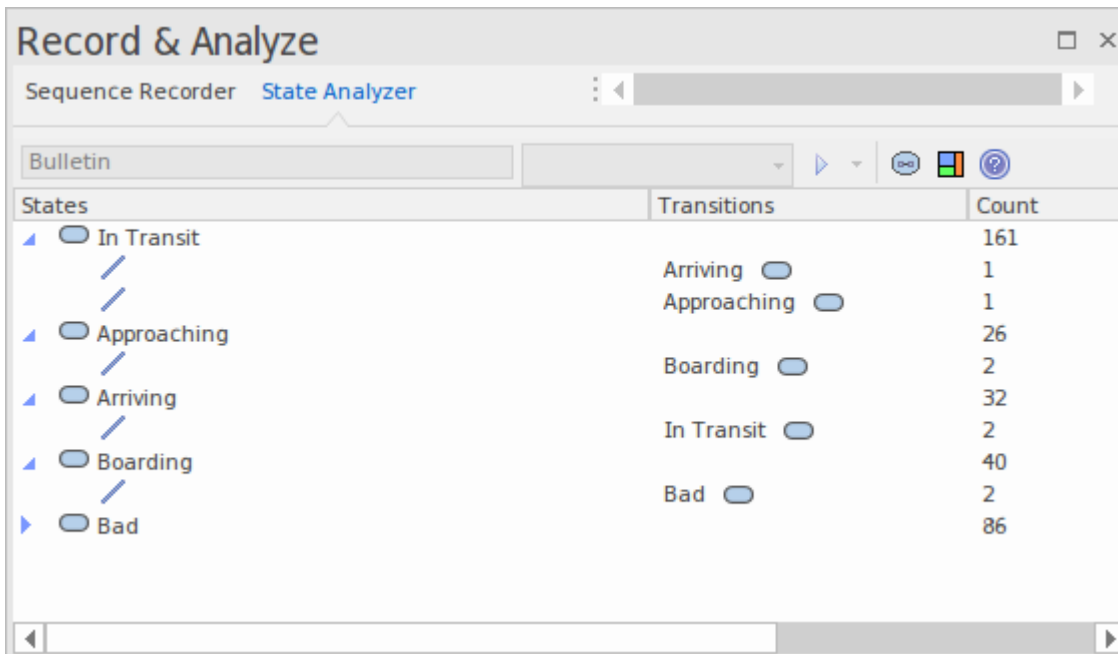 Record & Analyze
Sequence Recorder State Analyzer
Bulletin
States Transitions Count
In Transit 161
Arriving 1
Approaching 1
Approaching 26
Boarding 2
Arriving 32
In Transit 2
Boarding 40
Bad 2
Bad 86